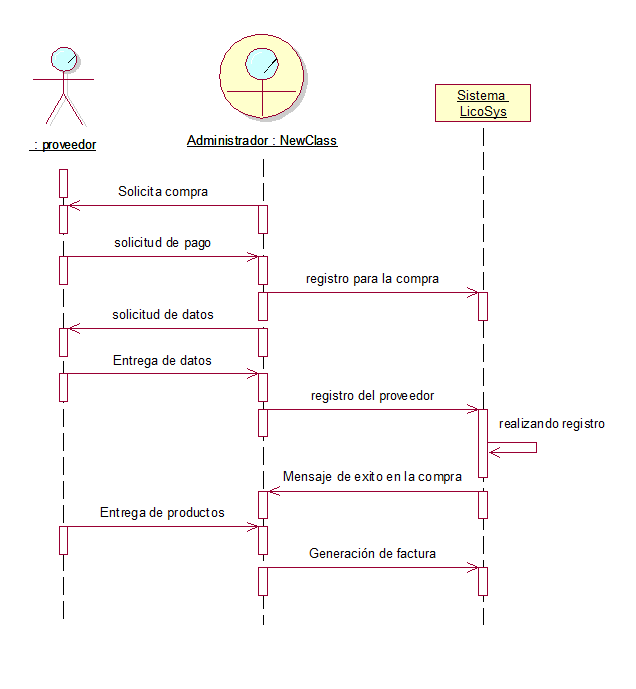 Sistema
LicoSys
: proveedor
Administrador : NewClass
Solicita compra
solicitud de pago
registro para la compra
solicitud de datos
Entrega de datos
registro del proveedor
realizando registro
Mensaje de exito en la compra
Entrega de productos
Generación de factura